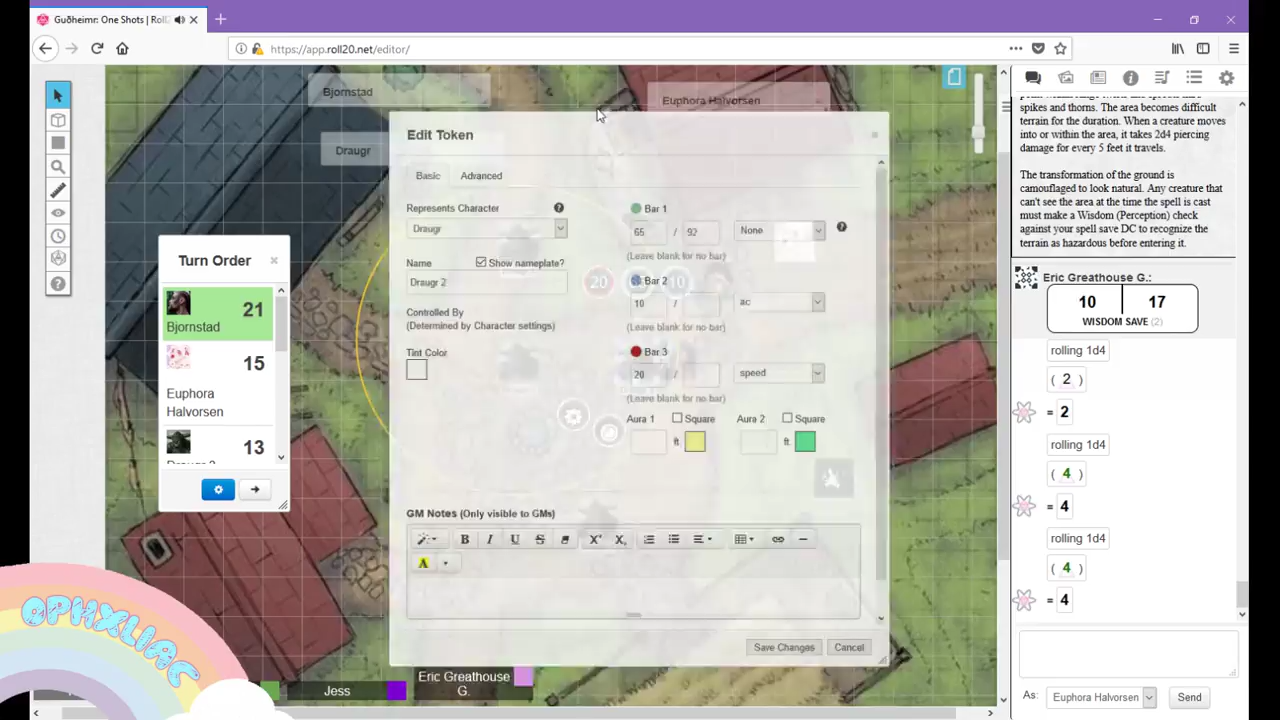 Guðheimr: One Shots | Roll2
https://app.roll20.net/editor/
Bjornstad
Euphora Halvorsen
Draugr
Edit Token
Basic
Advanced
Represents Character
Draugr
Name
Show nameplate?
Draugr 2
Controlled By
(Determined by Character settings)
Tint Color
Bar 1
65 / 92
None
(Leave blank for no bar)
20
10
Bar 2
10 /
ac
(Leave blank for no bar)
Bar 3
20 /
speed
(Leave blank for no bar)
Aura 1
Square
Aura 2
Square
ft.
ft.
GM Notes (Only visible to GMs)
B I U S X X
A
Save Changes
Cancel
Turn Order
Bjornstad
21
15
Euphora
Halvorsen
13
OPHXLIAC
Jess
Eric Greathouse
G.
spikes and thorns. The area becomes difficult
terrain for the duration. When a creature moves
into or within the area, it takes 2d4 piercing
damage for every 5 feet it travels.
The transformation of the ground is
camouflaged to look natural. Any creature that
can't see the area at the time the spell is cast
must make a Wisdom (Perception) check
against your spell save DC to recognize the
terrain as hazardous before entering it.
Eric Greathouse G.:
10 17
WISDOM SAVE (2)
rolling 1d4
( 2 )
= 2
rolling 1d4
( 4 )
= 4
rolling 1d4
( 4 )
= 4
As:
Euphora Halvorsen
Send